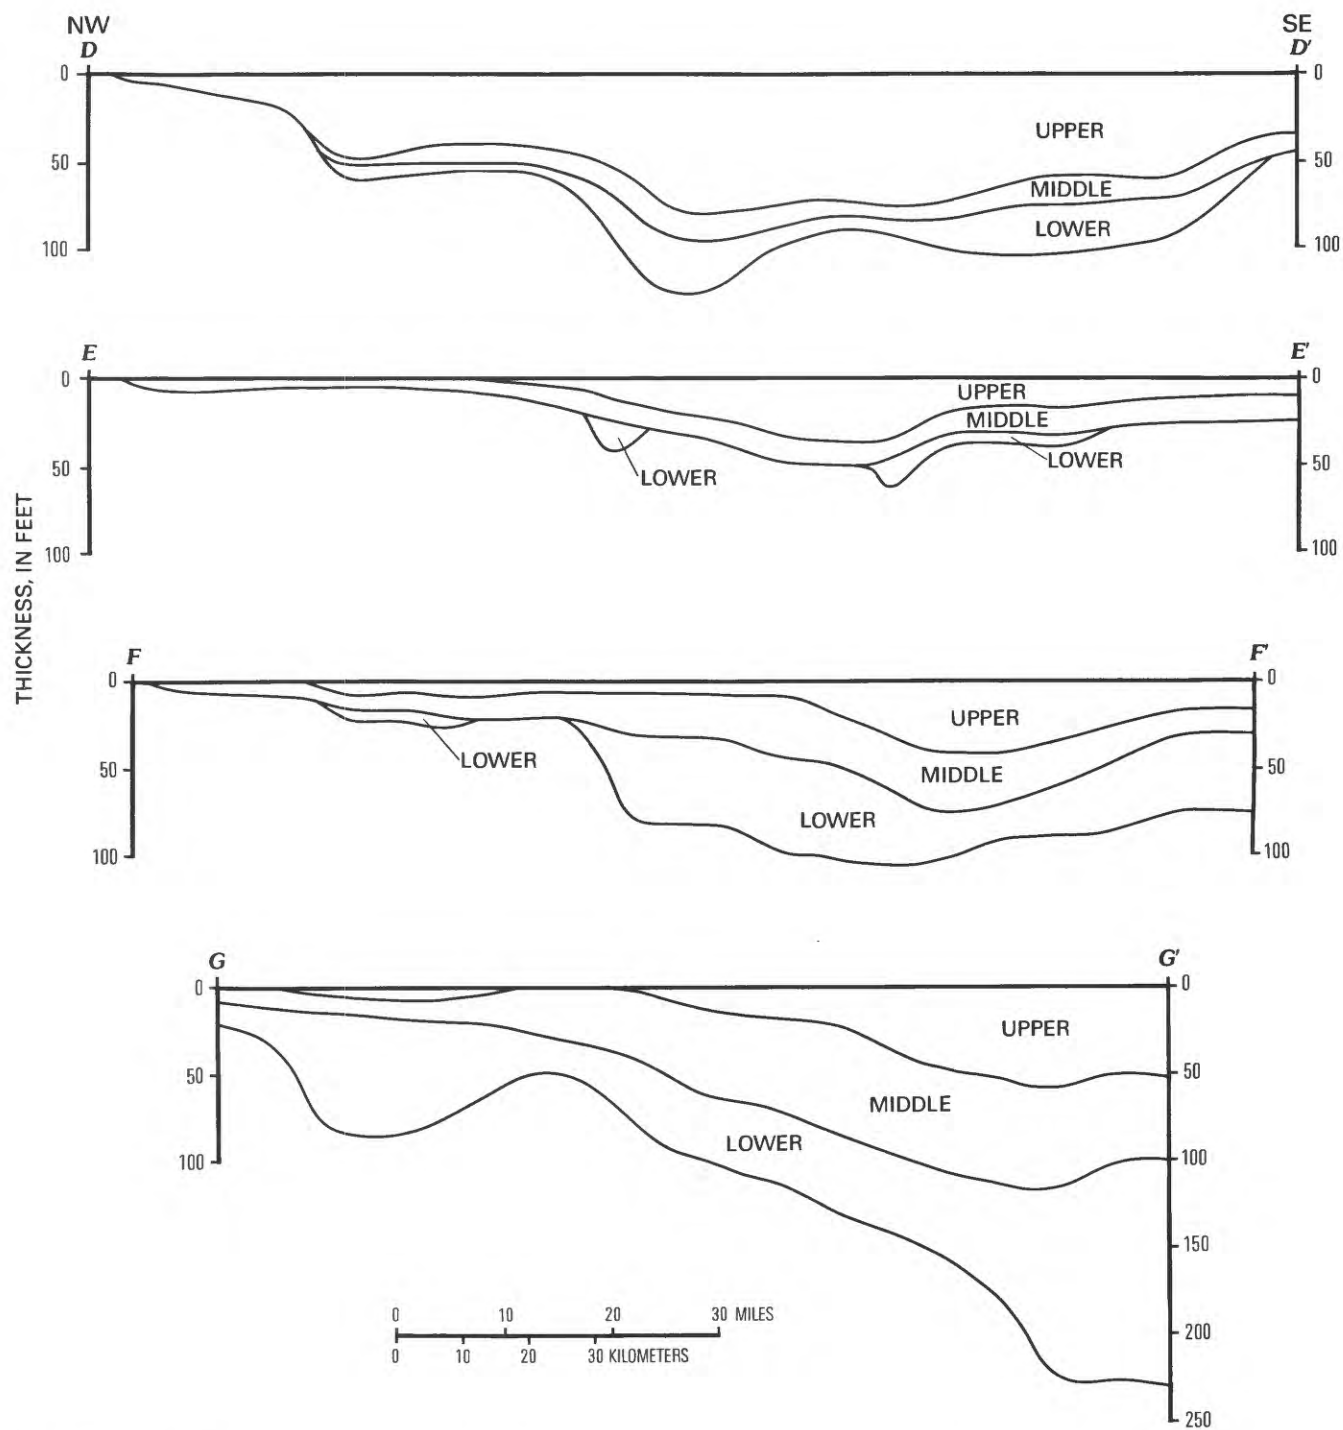 NW SE
D D'
0 0
UPPER
50 MIDDLE 50
LOWER
100 100
E E'
0 0
UPPER
MIDDLE
50 LOWER LOWER 50
100 100
THICKNESS, IN FEET
F F'
0 0
UPPER
LOWER MIDDLE
50 50
LOWER
100 100
G G'
0 0
UPPER
50 50
MIDDLE
LOWER
100 100
150
200
250
0 10 20 30 MILES
0 10 20 30 KILOMETERS